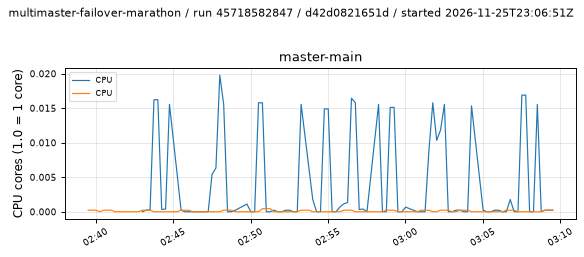 multimaster-failover-marathon / run 45718582847 / d42d0821651d / started 2026-11-25T23:06:51Z
master-main
CPU cores (1.0 = 1 core)
0.020
0.015
0.010
0.005
0.000
CPU
CPU
02:40
02:45
02:50
02:55
03:00
03:05
03:10